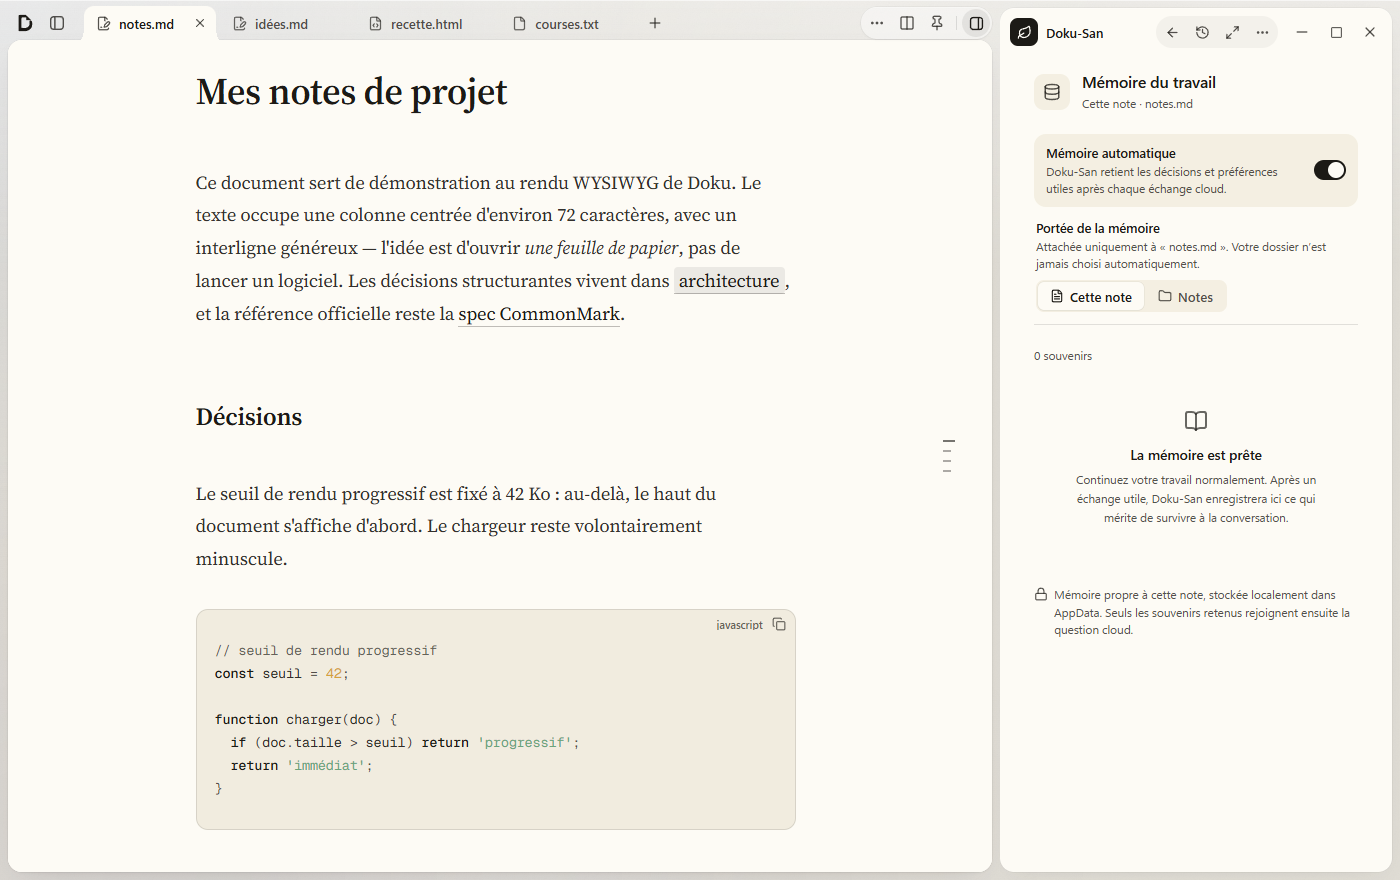 notes.md
idées.md
recette.html
courses.txt
Mes notes de projet
Ce document sert de démonstration au rendu WYSIWYG de Doku. Le
texte occupe une colonne centrée d'environ 72 caractères, avec un
interligne généreux — l'idée est d'ouvrir une feuille de papier, pas de
lancer un logiciel. Les décisions structurantes vivent dans architecture ,
et la référence officielle reste la spec CommonMark.
Décisions
Le seuil de rendu progressif est fixé à 42 Ko : au-delà, le haut du
document s'affiche d'abord. Le chargeur reste volontairement
minuscule.
javascript
// seuil de rendu progressif
const seuil = 42;
function charger(doc) {
if (doc.taille > seuil) return 'progressif';
return 'immédiat';
}
Doku-San
Mémoire du travail
Cette note · notes.md
Mémoire automatique
Doku-San retient les décisions et préférences
utiles après chaque échange cloud.
Portée de la mémoire
Attachée uniquement à « notes.md ». Votre dossier n'est
jamais choisi automatiquement.
Cette note
Notes
0 souvenirs
La mémoire est prête
Continuez votre travail normalement. Après un
échange utile, Doku-San enregistrera ici ce qui
mérite de survivre à la conversation.
Mémoire propre à cette note, stockée localement dans
AppData. Seuls les souvenirs retenus rejoignent ensuite la
question cloud.